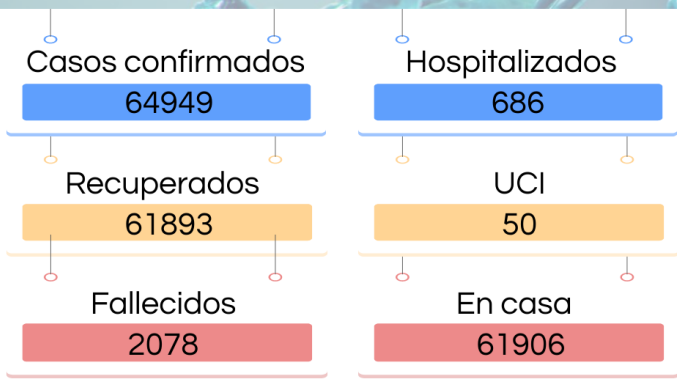 Casos confirmados
64949
Hospitalizados
686
Recuperados
61893
UCI
50
Fallecidos
2078
En casa
61906